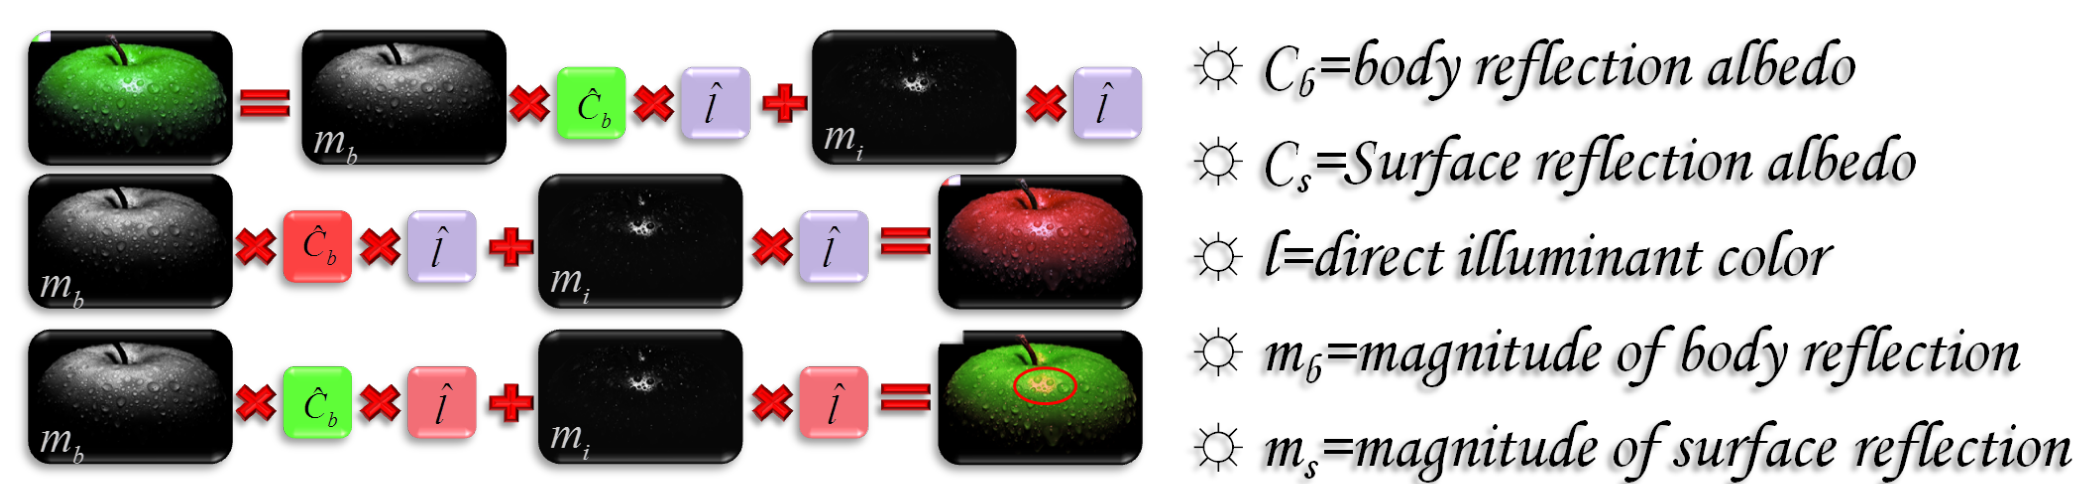 = m_b × Ĉ_b × l̂ + m_i × l̂
m_b × Ĉ_b × l̂ + m_i × l̂ =
m_b × Ĉ_b × l̂ + m_i × l̂ =
C_b=body reflection albedo
C_s=Surface reflection albedo
l=direct illuminant color
m_b=magnitude of body reflection
m_s=magnitude of surface reflection